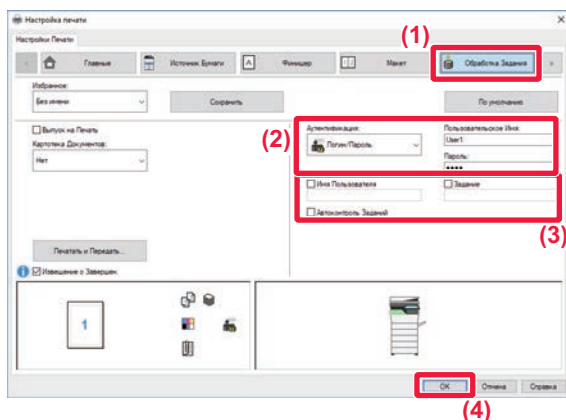 Настройка печати
Настройки Печати
(1)
Главные
Источник Бумаги
Финишер
Макет
Обработка Задания
Избранное:
Без имени
Сохранить
По умолчанию
Выпуск на Печать
Картотека Документов:
Нет
(2)
Аутентификация:
Логин/Пароль
Пользовательское Имя:
User1
Пароль:
••••
Имя Пользователя
Задание
Автоконтроль Заданий
(3)
Печатать и Передать...
Извещение о Завершен.
1
OK
Отмена
Справка
(4)